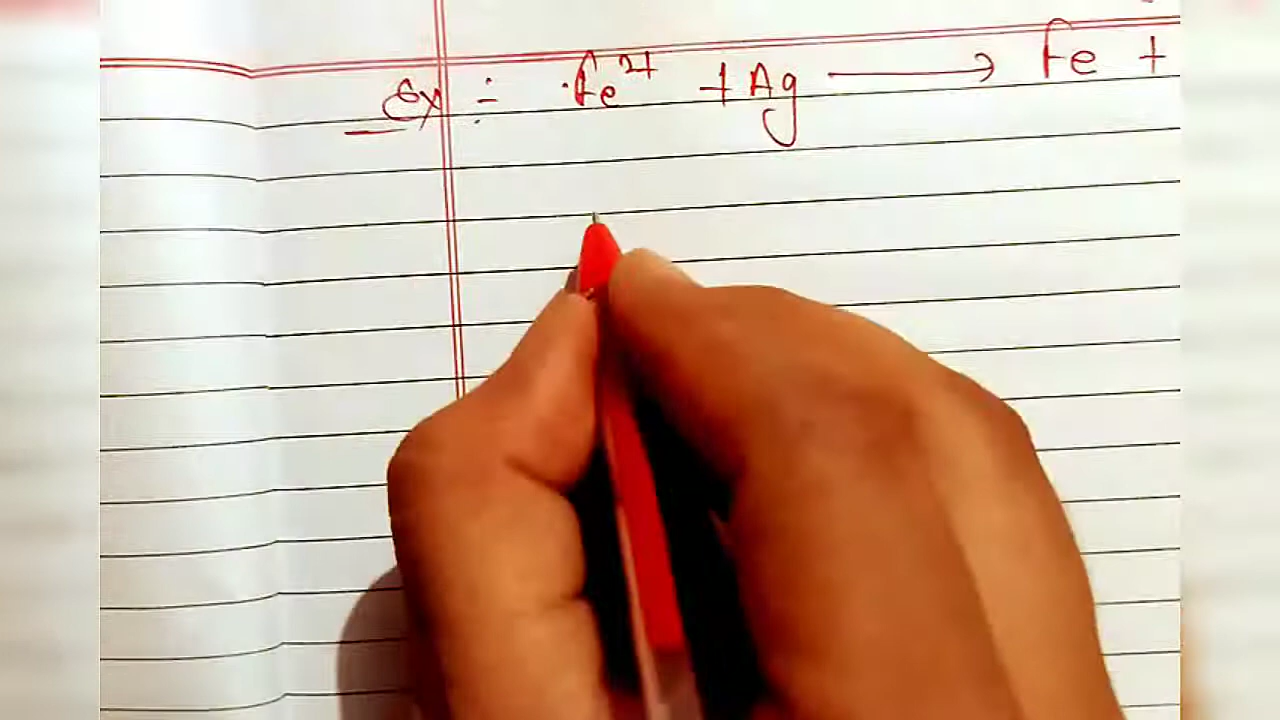 Ex :- Fe²⁺ + Ag ⟶ Fe +